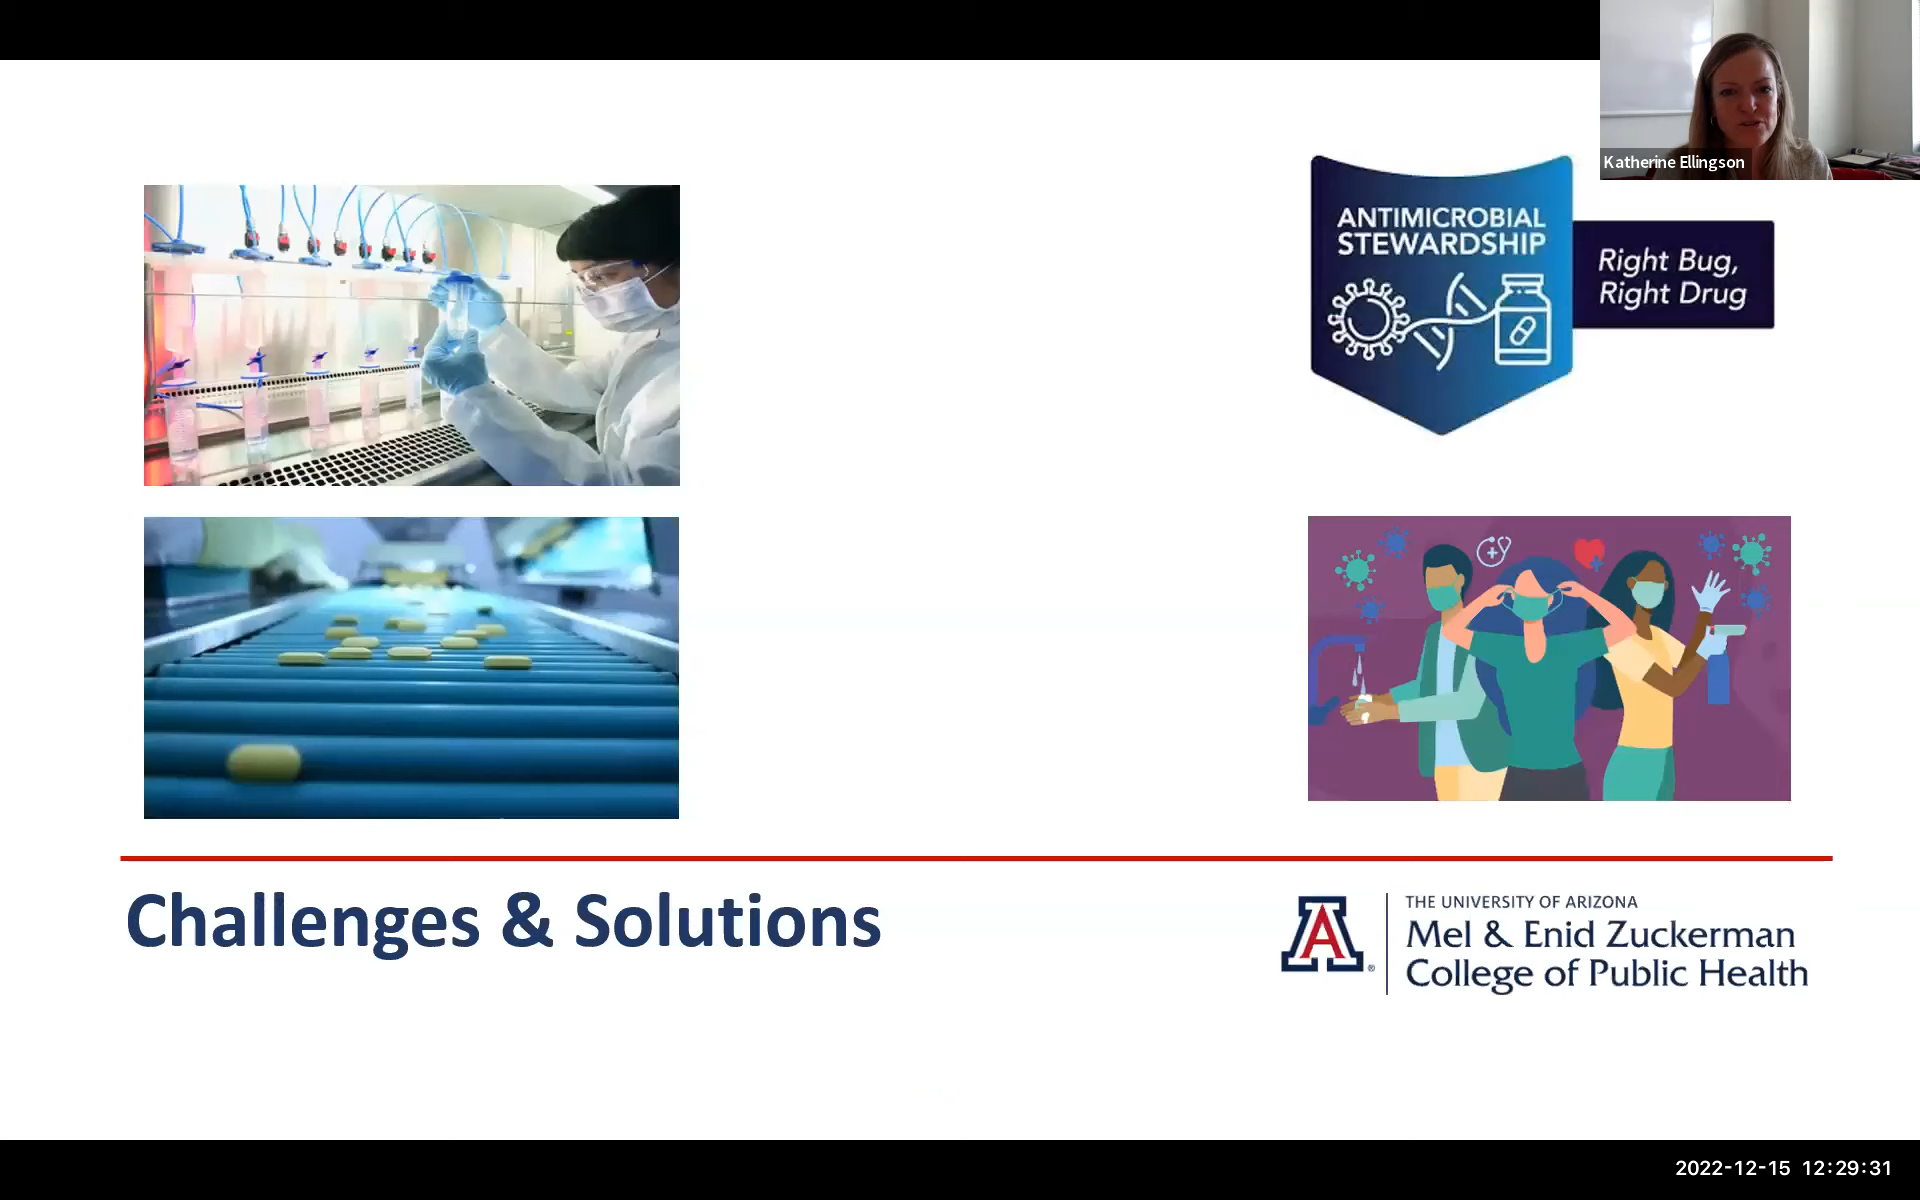 Katherine Ellingson
ANTIMICROBIAL
STEWARDSHIP
Right Bug,
Right Drug
Challenges & Solutions
A
®
THE UNIVERSITY OF ARIZONA
Mel & Enid Zuckerman
College of Public Health
2022-12-15 12:29:31